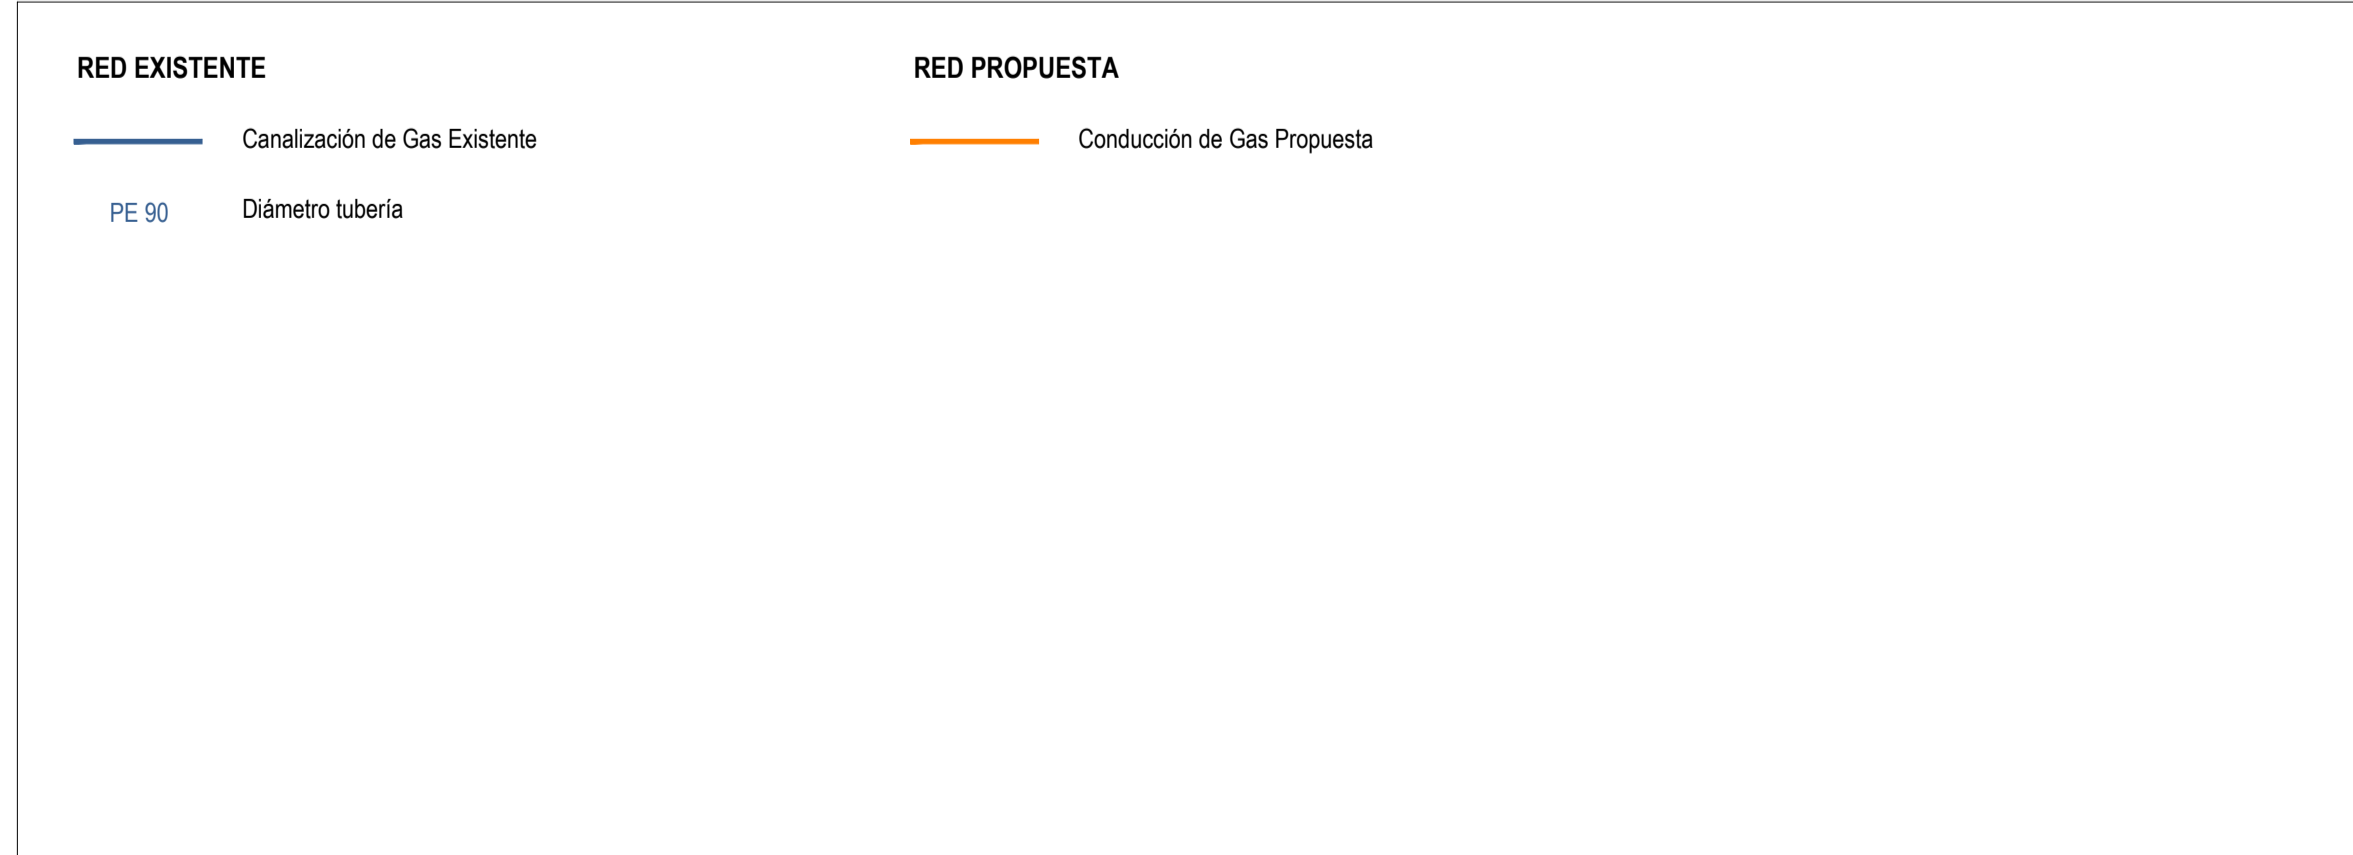 RED EXISTENTE
Canalización de Gas Existente
PE 90 Diámetro tubería
RED PROPUESTA
Conducción de Gas Propuesta